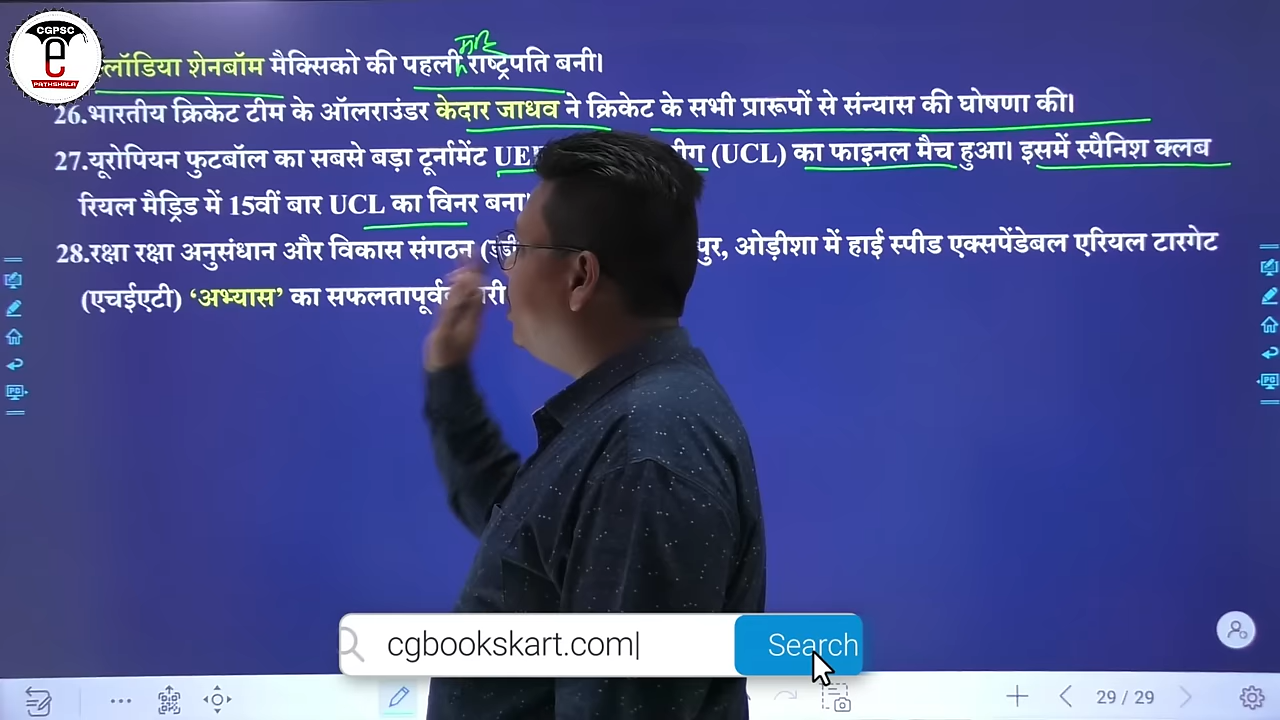 CGPSC
e
PATHSHALA
लॉडिया शेनबॉम मैक्सिको की पहली राष्ट्रपति बनी।
26.भारतीय क्रिकेट टीम के ऑलराउंडर केदार जाधव ने क्रिकेट के सभी प्रारूपों से संन्यास की घोषणा की।
27.यूरोपियन फुटबॉल का सबसे बड़ा टूर्नामेंट (UCL) का फाइनल मैच हुआ। इसमें स्पैनिश क्लब
रियल मैड्रिड में 15वीं बार UCL का विनर बना
28.रक्षा रक्षा अनुसंधान और विकास संगठन ओड़ीशा में हाई स्पीड एक्सपेंडेबल एरियल टारगेट
(एचईएटी) ‘अभ्यास’ का
cgbookskart.com
Search
29 / 29